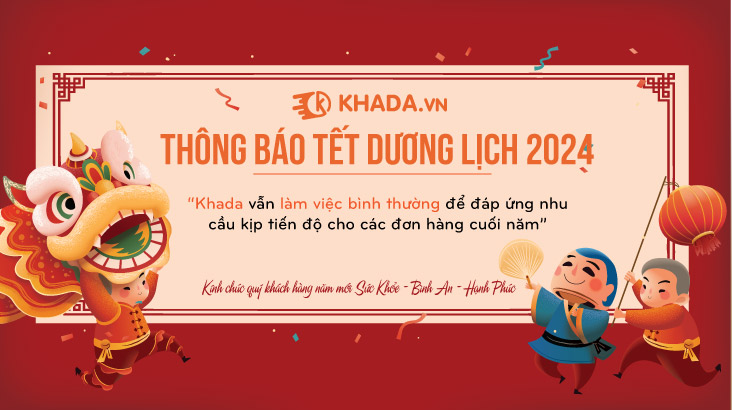 KHADA.VN
THÔNG BÁO TẾT DƯƠNG LỊCH 2024
“Khada vẫn làm việc bình thường để đáp ứng nhu
cầu kịp tiến độ cho các đơn hàng cuối năm”
Kính chúc quý khách hàng năm mới Sức Khỏe - Bình An - Hạnh Phúc